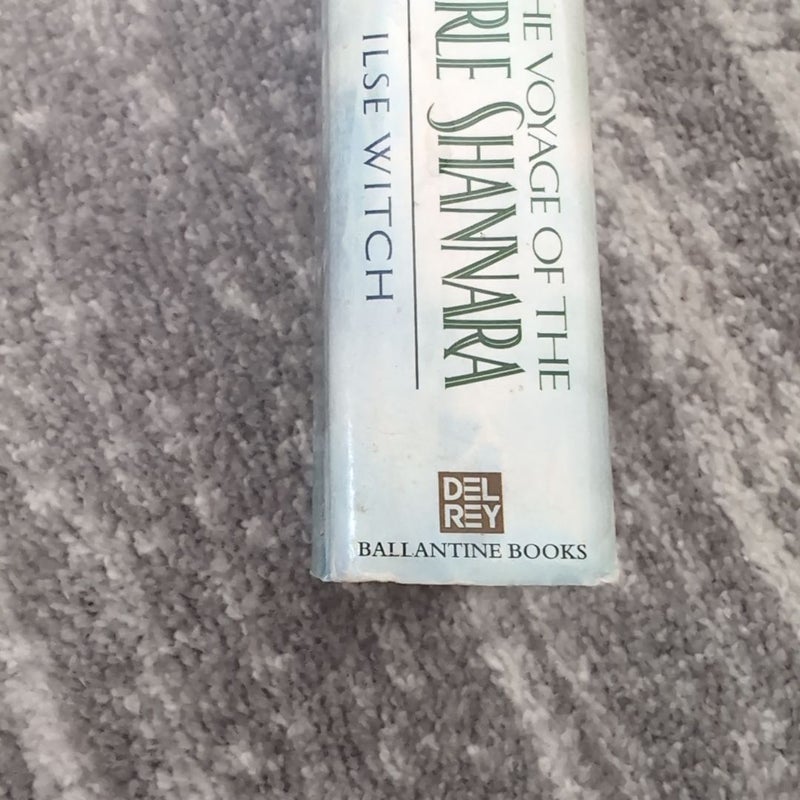 HE VOYAGE OF THE
RLE SHANNARA
ILSE WITCH
DEL
REY
BALLANTINE BOOKS